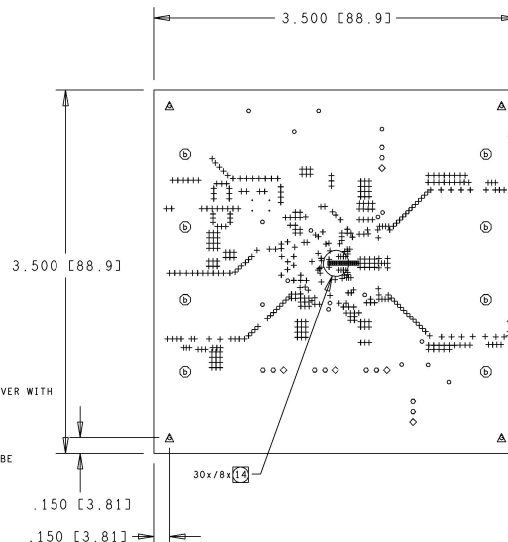 3.500 [88.9]
b b
b b
3.500 [88.9]
b b
VER WITH
b b
BE
30x/8x 14
.150 [3.81]
.150 [3.81]